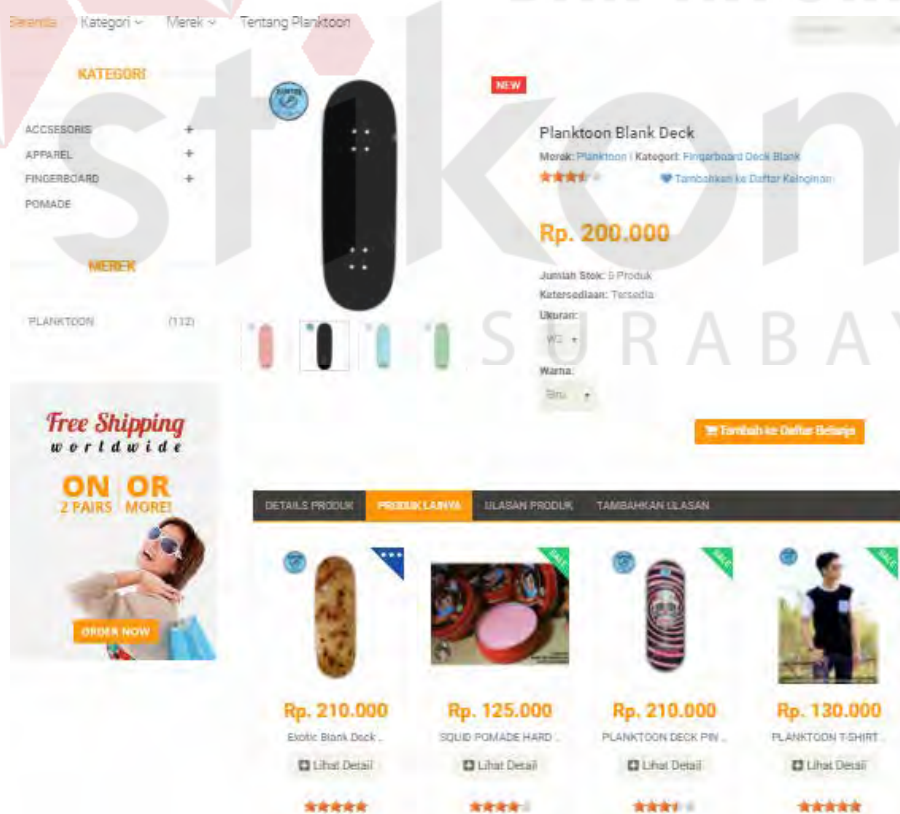 Beranda Kategori Merek Tentang Planktoon
KATEGORI
ACCSESORIS +
APPAREL +
FINGERBOARD +
POMADE
MEREK
PLANKTOON (112)
Free Shipping
worldwide
ON OR
2 PAIRS MORE!
ORDER NOW
NEW
Planktoon Blank Deck
Merek: Planktoon | Kategori: Fingerboard Deck Blank
Tambahkan ke Daftar Keinginan
Rp. 200.000
Jumlah Stok: Produk
Ketersediaan: Tersedia
Ukuran:
Warna:
Biru
Tambah ke Daftar Belanja
DETAILS PRODUK PRODUK LAINYA ULASAN PRODUK TAMBAHKAN ULASAN
SALE SALE SALE
Rp. 210.000 Rp. 125.000 Rp. 210.000 Rp. 130.000
Exotic Blank Deck .. SQUID POMADE HARD .. PLANKTOON DECK PIN .. PLANKTOON T-SHIRT ..
Lihat Detail Lihat Detail Lihat Detail Lihat Detail
stikom
SURABAY